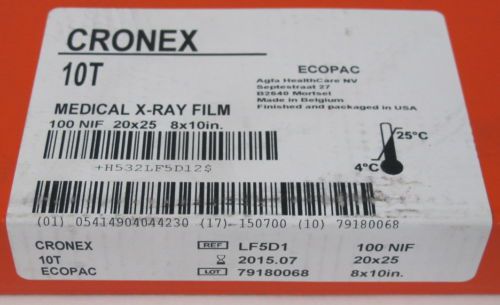 CRONEX
10T
ECOPAC
Agfa HealthCare NV
Septestraat 27
B2640 Mortsel
Made in Belgium
Finished and packaged in USA
MEDICAL X-RAY FILM
100 NIF 20x25 8x10in.
+H532LF5D12$
25°C
4°C
(01) 05414904044230 (17) 150700 (10) 79180068
CRONEX REF LF5D1 100 NIF
10T 2015.07 20x25
ECOPAC LOT 79180068 8x10in.